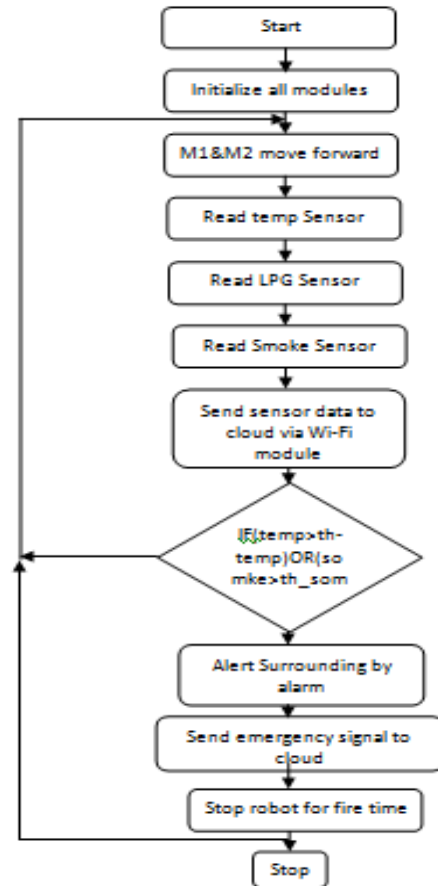 Start
Initialize all modules
M1&M2 move forward
Read temp Sensor
Read LPG Sensor
Read Smoke Sensor
Send sensor data to
cloud via Wi-Fi
module
IF(temp>th-
temp)OR(so
mke>th_som
Alert Surrounding by
alarm
Send emergency signal to
cloud
Stop robot for fire time
Stop